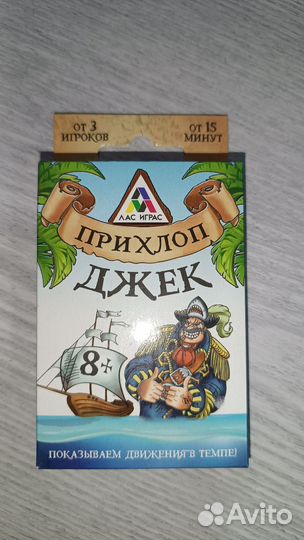 ОТ 3
ИГРОКОВ
ОТ 15
МИНУТ
ЛАС ИГРАС
ПРИХЛОП
ДЖЕК
8+
ПОКАЗЫВАЕМ ДВИЖЕНИЯ В ТЕМПЕ!
Avito